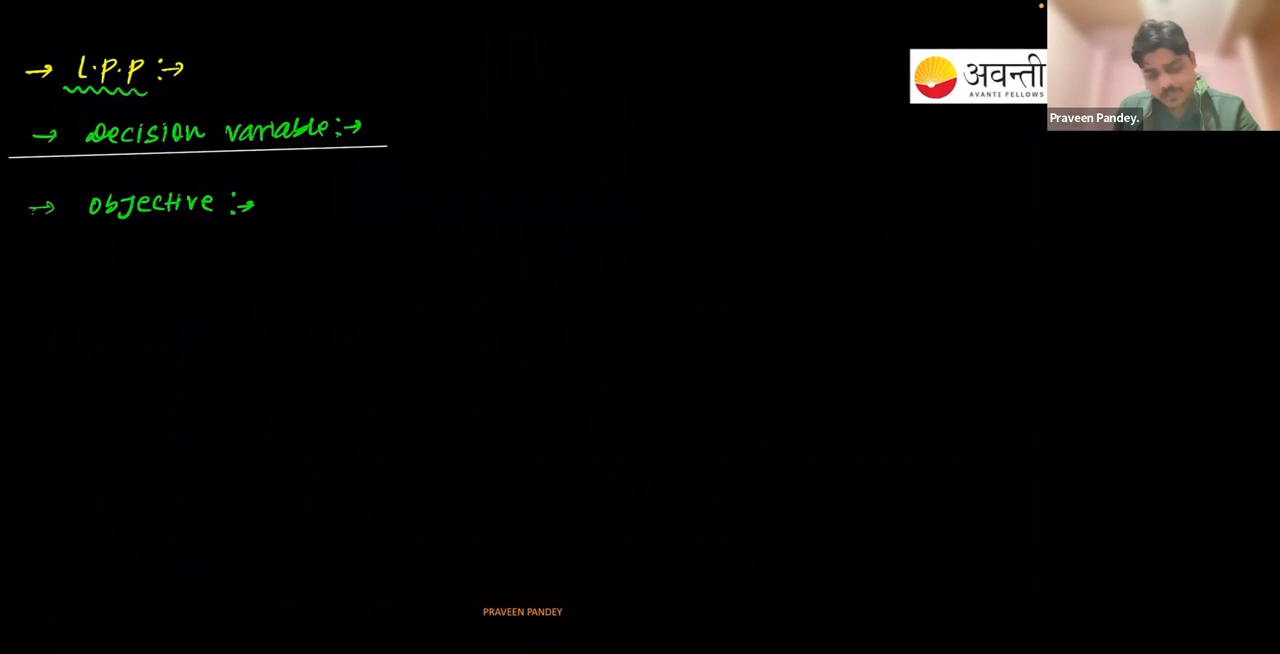 → L.P.P :→
→ Decision variable :→
→ Objective :→
अवन्ती
AVANTI FELLOWS
Praveen Pandey.
PRAVEEN PANDEY